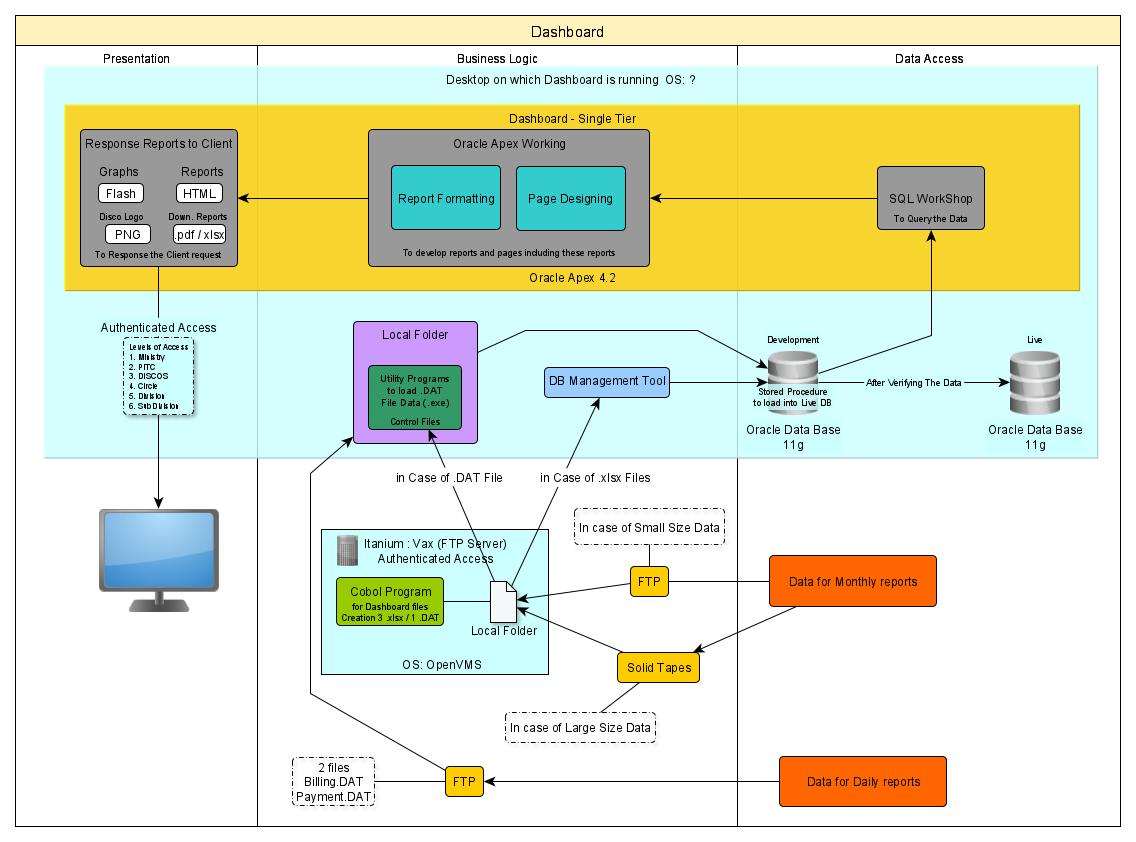 Dashboard
Presentation
Business Logic
Data Access
Desktop on which Dashboard is running OS: ?
Dashboard - Single Tier
Response Reports to Client
Graphs
Reports
Flash
HTML
Disco Logo
Down. Reports
PNG
.pdf / xlsx
To Response the Client request
Oracle Apex Working
Report Formatting
Page Designing
To develop reports and pages including these reports
SQL WorkShop
To Query the Data
Oracle Apex 4.2
Authenticated Access
Levels of Access
1. Ministry
2. PITC
3. DISCOS
4. Circle
5. Division
6. Sub Division
Local Folder
Utility Programs
to load .DAT
File Data (.exe)
Control Files
DB Management Tool
Development
Stored Procedure
to load into Live DB
Oracle Data Base
11g
After Verifying The Data
Live
Oracle Data Base
11g
in Case of .DAT File
in Case of .xlsx Files
Itanium : Vax (FTP Server)
Authenticated Access
Cobol Program
for Dashboard files
Creation 3 .xlsx / 1 .DAT
Local Folder
OS: OpenVMS
In case of Small Size Data
FTP
Data for Monthly reports
Solid Tapes
In case of Large Size Data
2 files
Billing.DAT
Payment.DAT
FTP
Data for Daily reports